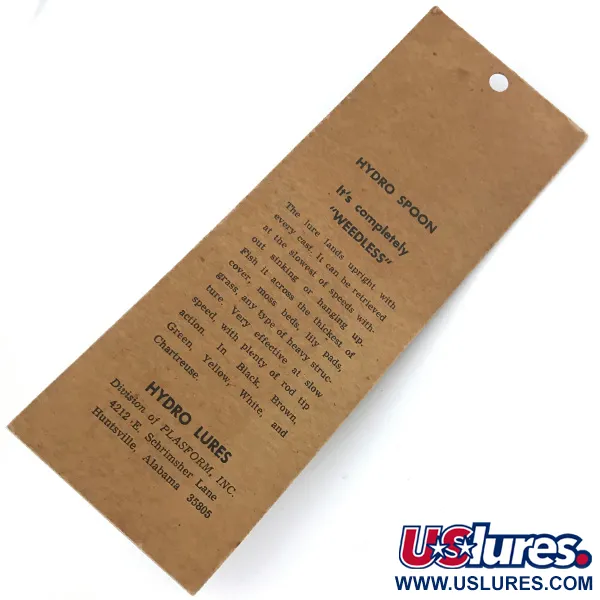 HYDRO SPOON
It's completely
"WEEDLESS"
The lure lands upright with
every cast. It can be retrieved
at the slowest of speeds with-
out sinking or hanging up.
Fish it across the thickest of
cover, moss beds, lily pads,
grass, any type of heavy struc-
ture. Very effective at slow
speed, with plenty of rod tip
action. In Black, Brown,
Green, Yellow, White, and
Chartreuse.
HYDRO LURES
Division of PLASFORM, INC.
4212 -E. Schrimsher Lane
Huntsville, Alabama 35805
USlures.
WWW.USLURES.COM